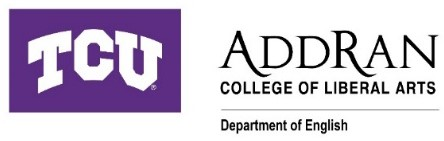 TCU®
ADDRAN
COLLEGE OF LIBERAL ARTS
Department of English